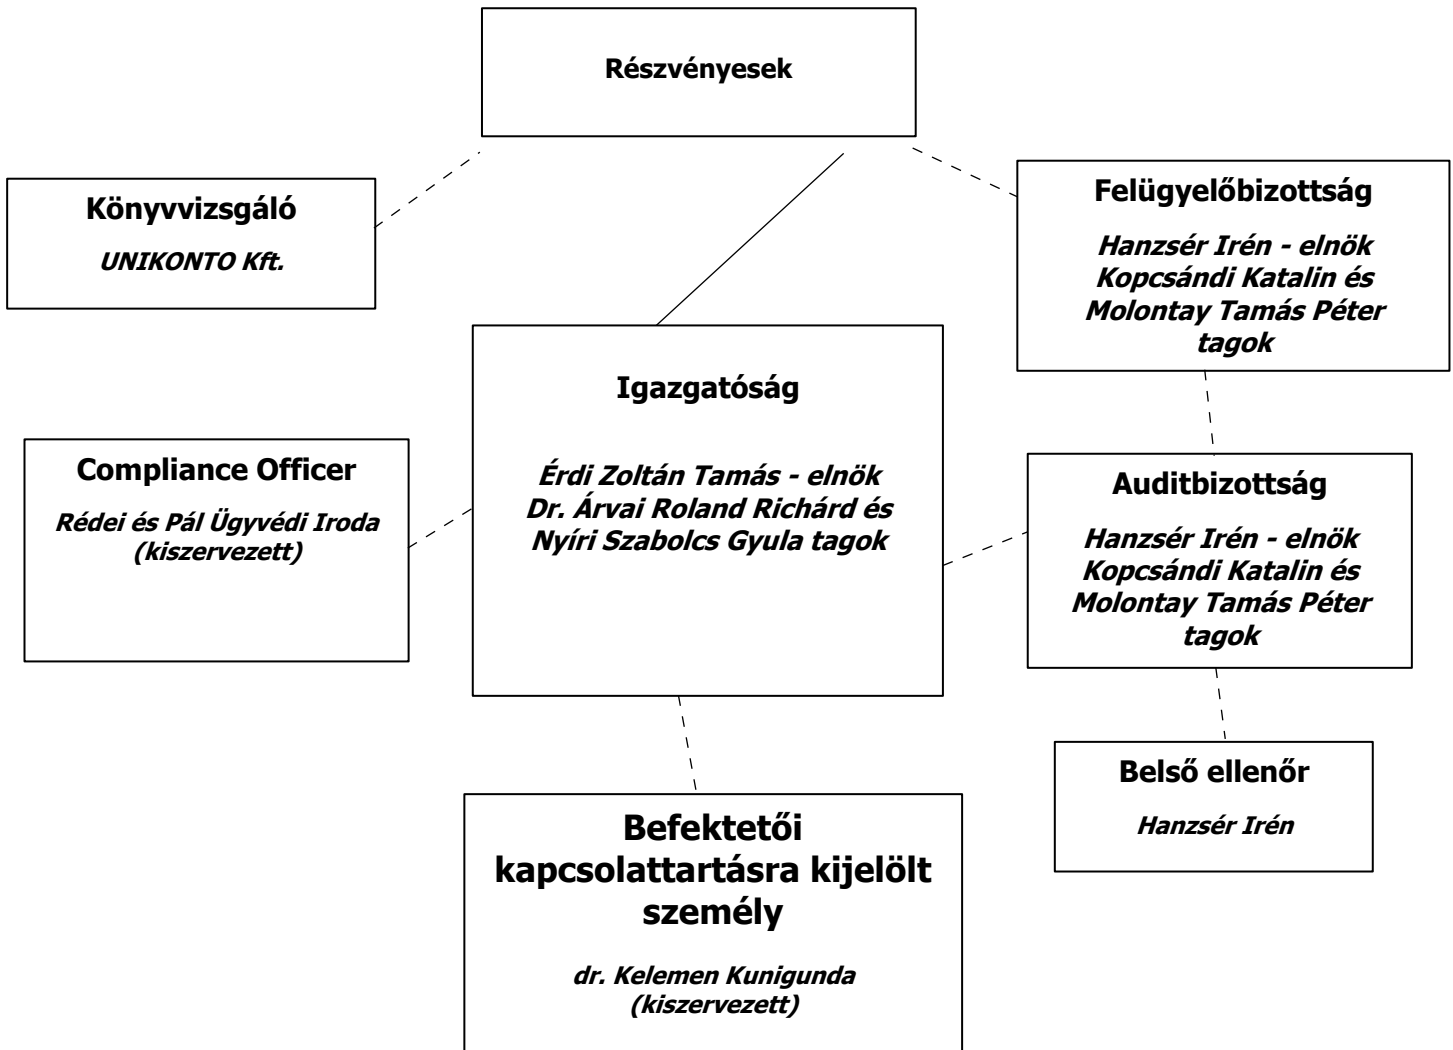 Részvényesek
Könyvvizsgáló
UNIKONTO Kft.
Felügyelőbizottság
Hanzsér Irén - elnök
Kopcsándi Katalin és
Molontay Tamás Péter
tagok
Igazgatóság
Érdi Zoltán Tamás - elnök
Dr. Árvai Roland Richárd és
Nyíri Szabolcs Gyula tagok
Compliance Officer
Rédei és Pál Ügyvédi Iroda
(kiszervezett)
Auditbizottság
Hanzsér Irén - elnök
Kopcsándi Katalin és
Molontay Tamás Péter
tagok
Belső ellenőr
Hanzsér Irén
Befektetői
kapcsolattartásra kijelölt
személy
dr. Kelemen Kunigunda
(kiszervezett)